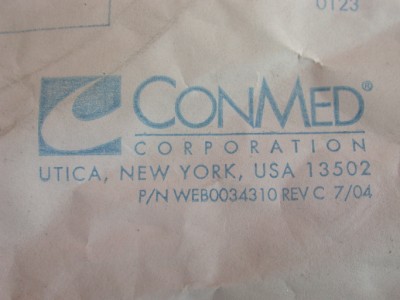 0123
CONMED®
CORPORATION
UTICA, NEW YORK, USA 13502
P/N WEB0034310 REV C 7/04